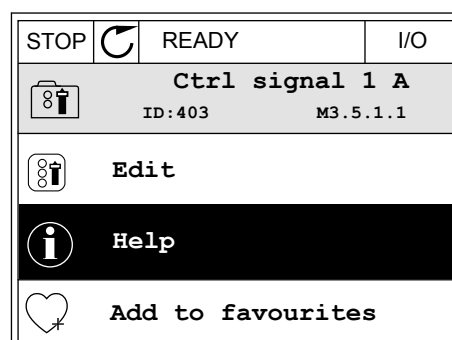 STOP READY I/O
Ctrl signal 1 A
ID:403 M3.5.1.1
Edit
Help
Add to favourites